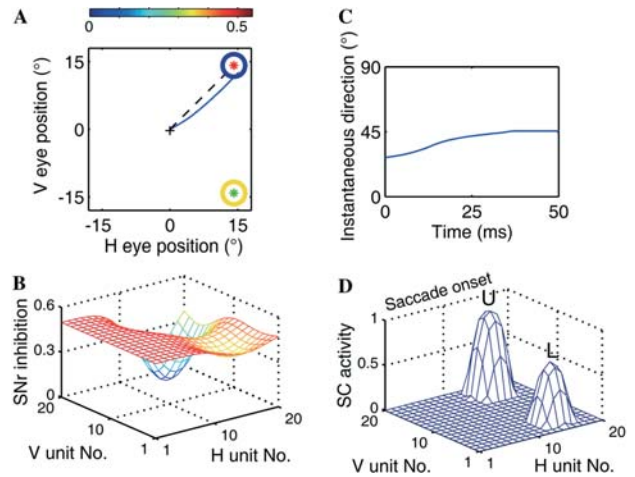 A
0
0.5
15
0
-15
V eye position (°)
-15
0
15
H eye position (°)
B
0.6
0.3
0
SNr inhibition
20
10
1
V unit No.
1
10
20
H unit No.
C
90
45
0
Instantaneous direction (°)
0
25
50
Time (ms)
D
Saccade onset
U
L
1
0.5
0
SC activity
20
10
1
V unit No.
1
10
20
H unit No.